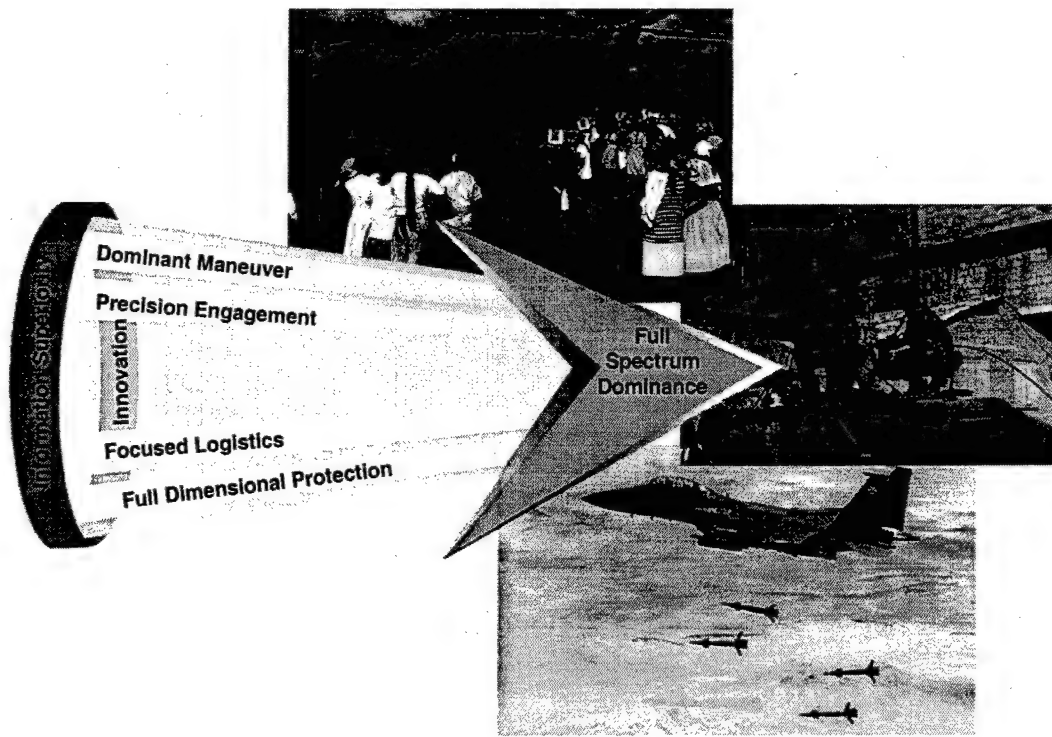 Information Superiority
Dominant Maneuver
Precision Engagement
Innovation
Focused Logistics
Full Dimensional Protection
Full
Spectrum
Dominance